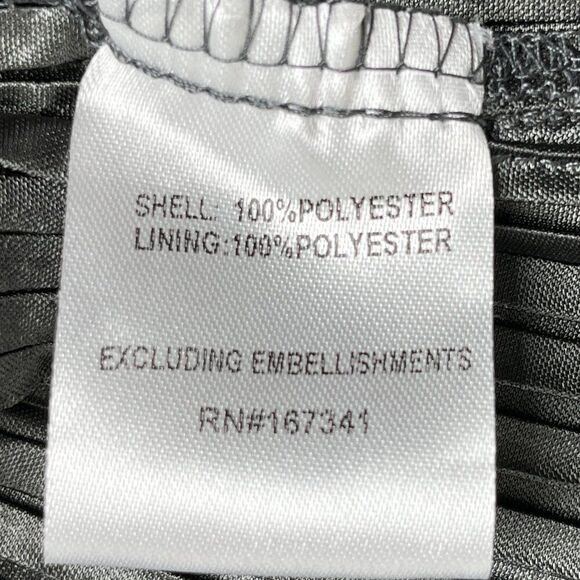 SHELL: 100%POLYESTER
LINING:100%POLYESTER
EXCLUDING EMBELLISHMENTS
RN#167341